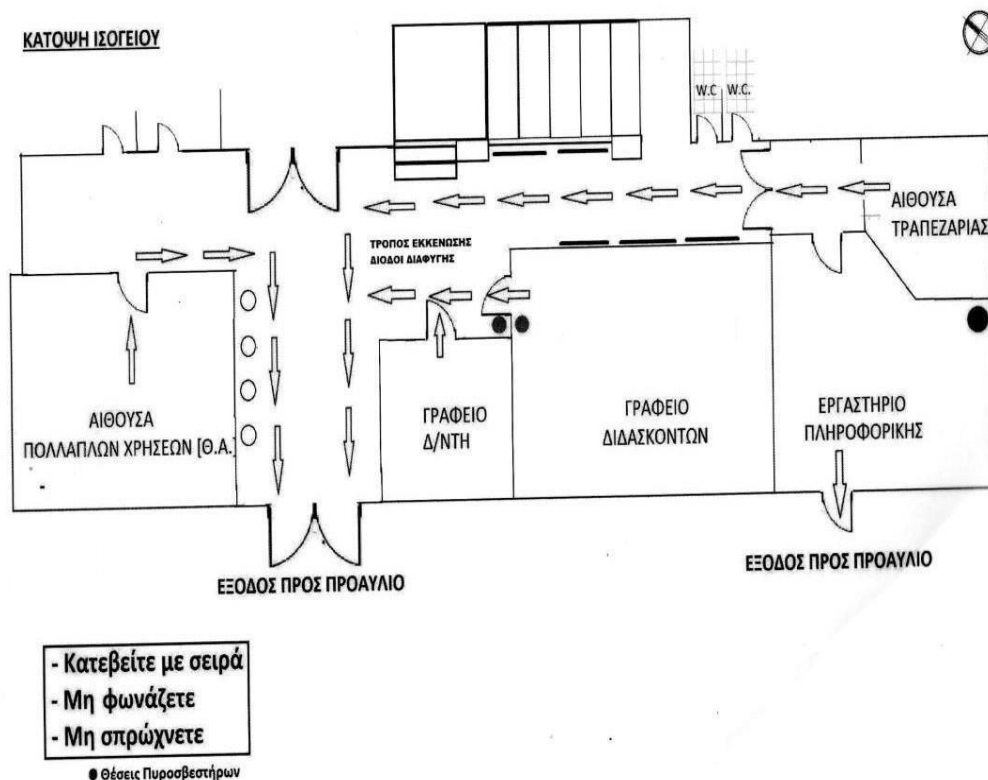 ΚΑΤΟΨΗ ΙΣΟΓΕΙΟΥ
W.C
W.C.
ΑΙΘΟΥΣΑ
ΤΡΑΠΕΖΑΡΙΑΣ
ΤΡΟΠΟΣ ΕΚΚΕΝΩΣΗΣ
ΔΙΟΔΟΙ ΔΙΑΦΥΓΗΣ
ΑΙΘΟΥΣΑ
ΠΟΛΛΑΠΛΩΝ ΧΡΗΣΕΩΝ [Θ.Α.]
ΓΡΑΦΕΙΟ
Δ/ΝΤΗ
ΓΡΑΦΕΙΟ
ΔΙΔΑΣΚΟΝΤΩΝ
ΕΡΓΑΣΤΗΡΙΟ
ΠΛΗΡΟΦΟΡΙΚΗΣ
ΕΞΟΔΟΣ ΠΡΟΣ ΠΡΟΑΥΛΙΟ
ΕΞΟΔΟΣ ΠΡΟΣ ΠΡΟΑΥΛΙΟ
- Κατεβείτε με σειρά
- Μη φωνάζετε
- Μη σπρώχνετε
● Θέσεις Πυροσβεστήρων